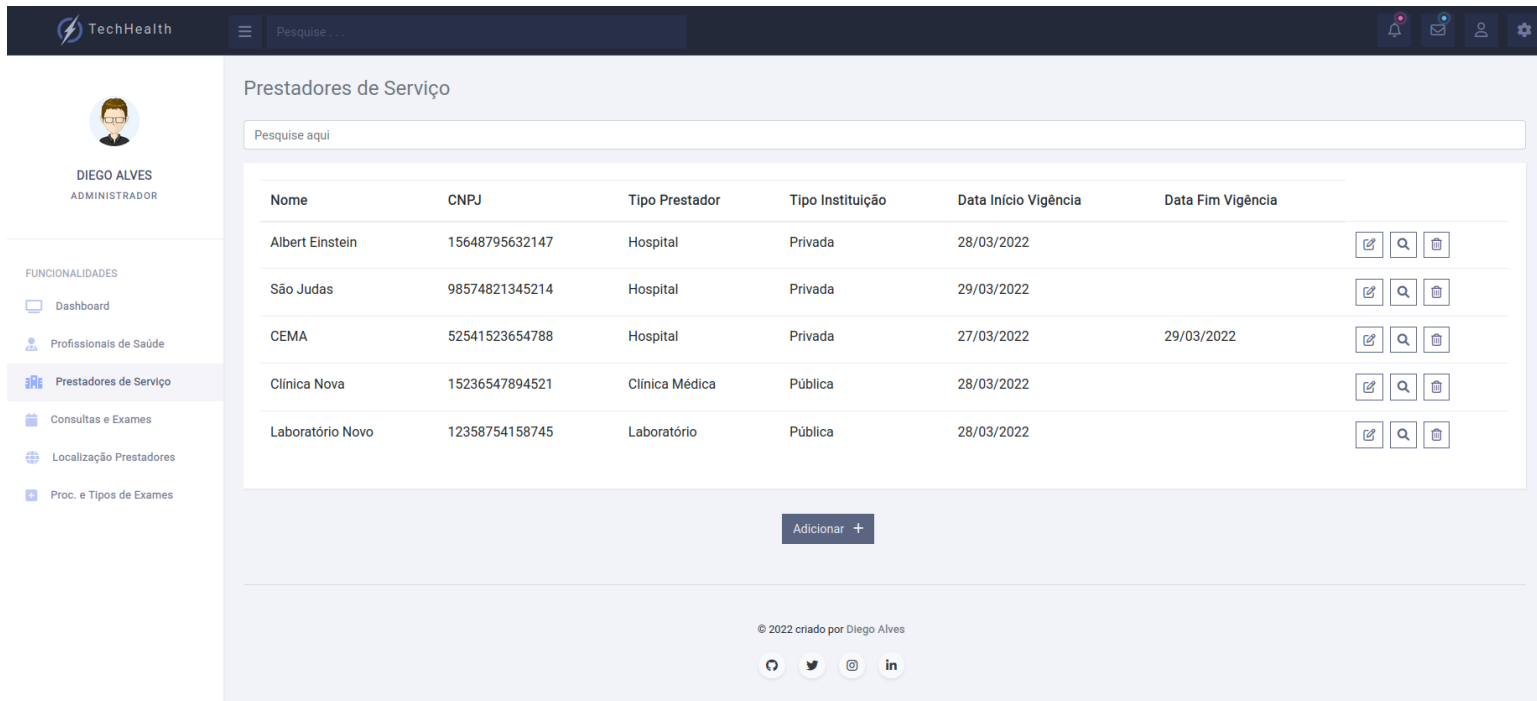 TechHealth
Pesquise . . .
DIEGO ALVES
ADMINISTRADOR
FUNCIONALIDADES
Dashboard
Profissionais de Saúde
Prestadores de Serviço
Consultas e Exames
Localização Prestadores
Proc. e Tipos de Exames
Prestadores de Serviço
Pesquise aqui
Nome CNPJ Tipo Prestador Tipo Instituição Data Início Vigência Data Fim Vigência
Albert Einstein 15648795632147 Hospital Privada 28/03/2022
São Judas 98574821345214 Hospital Privada 29/03/2022
CEMA 52541523654788 Hospital Privada 27/03/2022 29/03/2022
Clínica Nova 15236547894521 Clínica Médica Pública 28/03/2022
Laboratório Novo 12358754158745 Laboratório Pública 28/03/2022
Adicionar +
© 2022 criado por Diego Alves
in